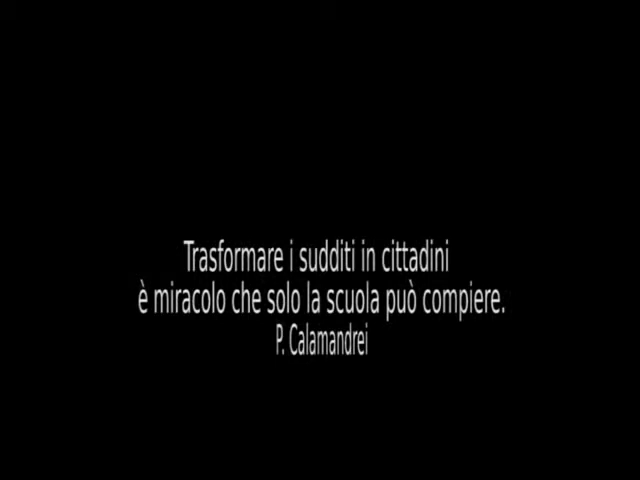 Trasformare i sudditi in cittadini
è miracolo che solo la scuola può compiere.
P. Calamandrei